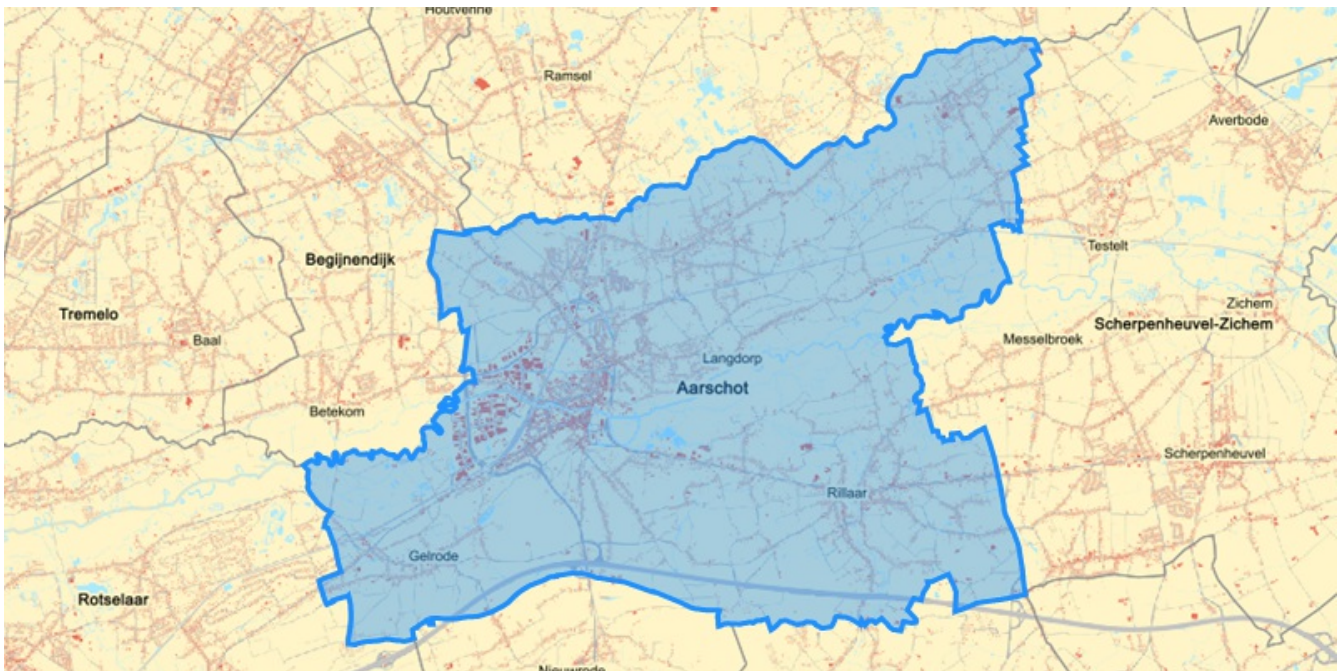 Houtvenne
Ramsel
Averbode
Testelt
Begijnendijk
Zichem
Tremelo
Scherpenheuvel-Zichem
Baal
Messelbroek
Langdorp
Aarschot
Betekom
Scherpenheuvel
Rillaar
Gelrode
Rotselaar
Nieuwrode